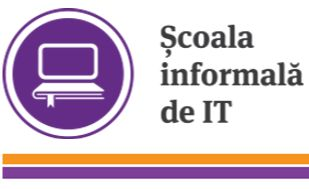 Școala
informală
de IT